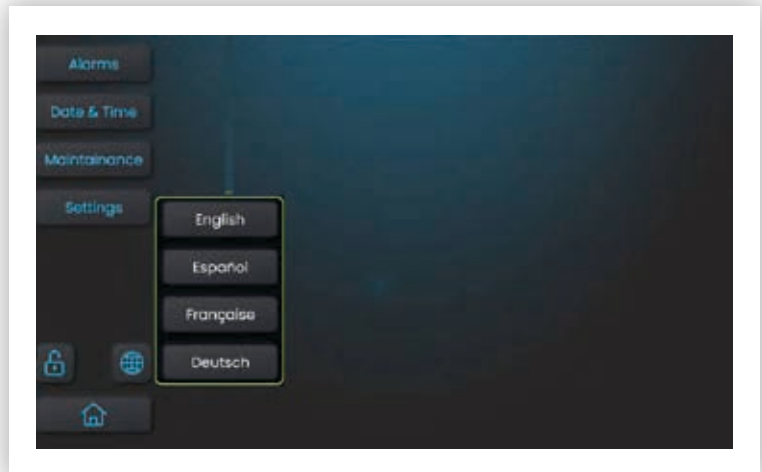 Alarms
Date & Time
Maintainance
Settings
English
Español
Française
Deutsch